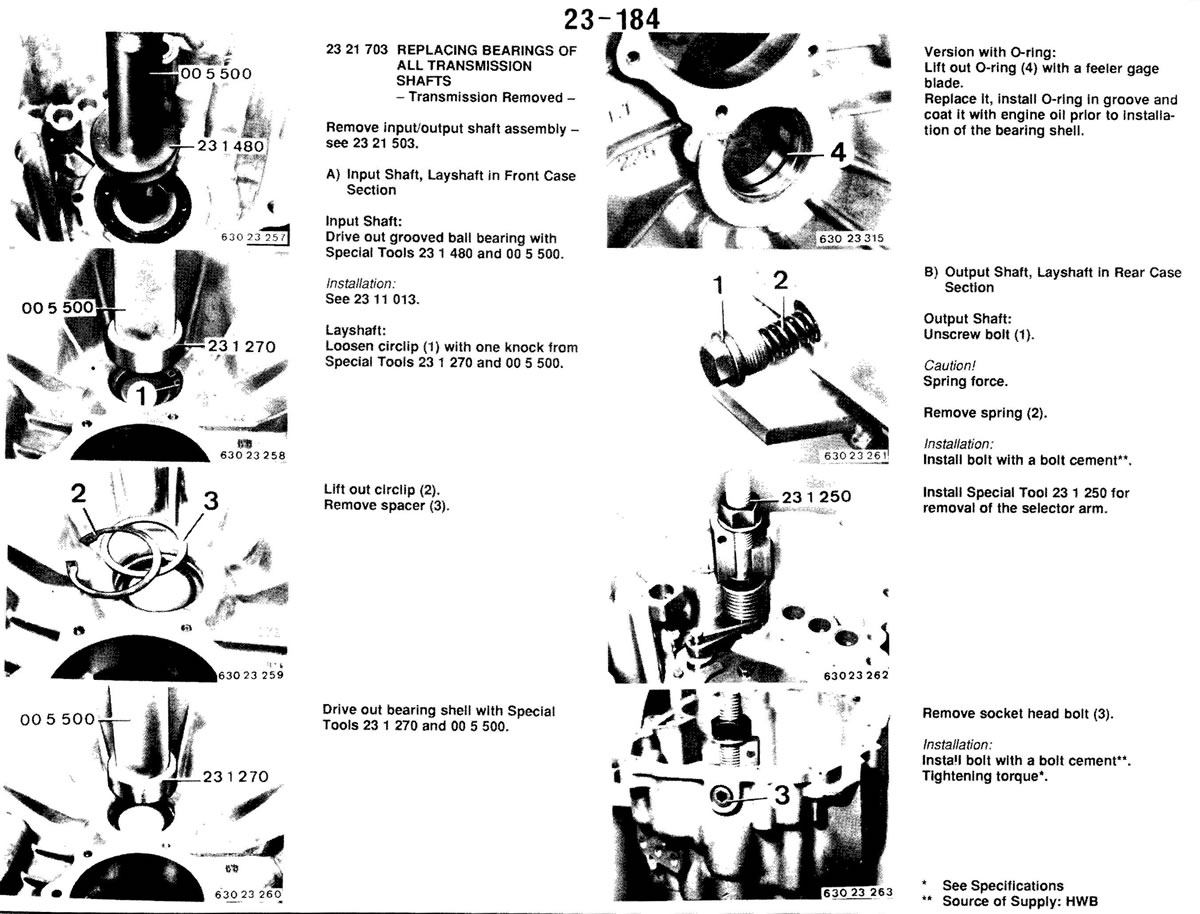 23-184
00 5 500
23 1 480
630 23 257
23 21 703 REPLACING BEARINGS OF
ALL TRANSMISSION
SHAFTS
– Transmission Removed –
Remove input/output shaft assembly –
see 23 21 503.
A) Input Shaft, Layshaft in Front Case
Section
Input Shaft:
Drive out grooved ball bearing with
Special Tools 23 1 480 and 00 5 500.
Installation:
See 23 11 013.
00 5 500
23 1 270
1
630 23 258
Layshaft:
Loosen circlip (1) with one knock from
Special Tools 23 1 270 and 00 5 500.
2
3
630 23 259
Lift out circlip (2).
Remove spacer (3).
00 5 500
23 1 270
630 23 260
Drive out bearing shell with Special
Tools 23 1 270 and 00 5 500.
4
630 23 315
Version with O-ring:
Lift out O-ring (4) with a feeler gage
blade.
Replace it, install O-ring in groove and
coat it with engine oil prior to installa-
tion of the bearing shell.
1
2
630 23 261
B) Output Shaft, Layshaft in Rear Case
Section
Output Shaft:
Unscrew bolt (1).
Caution!
Spring force.
Remove spring (2).
Installation:
Install bolt with a bolt cement**.
23 1 250
630 23 262
Install Special Tool 23 1 250 for
removal of the selector arm.
3
630 23 263
Remove socket head bolt (3).
Installation:
Install bolt with a bolt cement**.
Tightening torque*.
* See Specifications
** Source of Supply: HWB